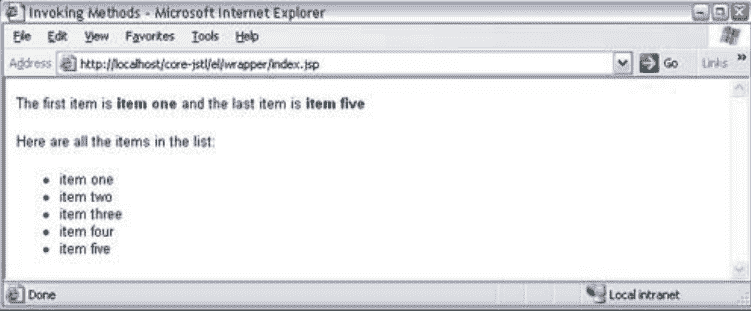 Invoking Methods - Microsoft Internet Explorer
File Edit View Favorites Tools Help
Address http://localhost/core-jstl/el/wrapper/index.jsp Go Links »
The first item is item one and the last item is item five
Here are all the items in the list:
• item one
• item two
• item three
• item four
• item five
Done Local intranet